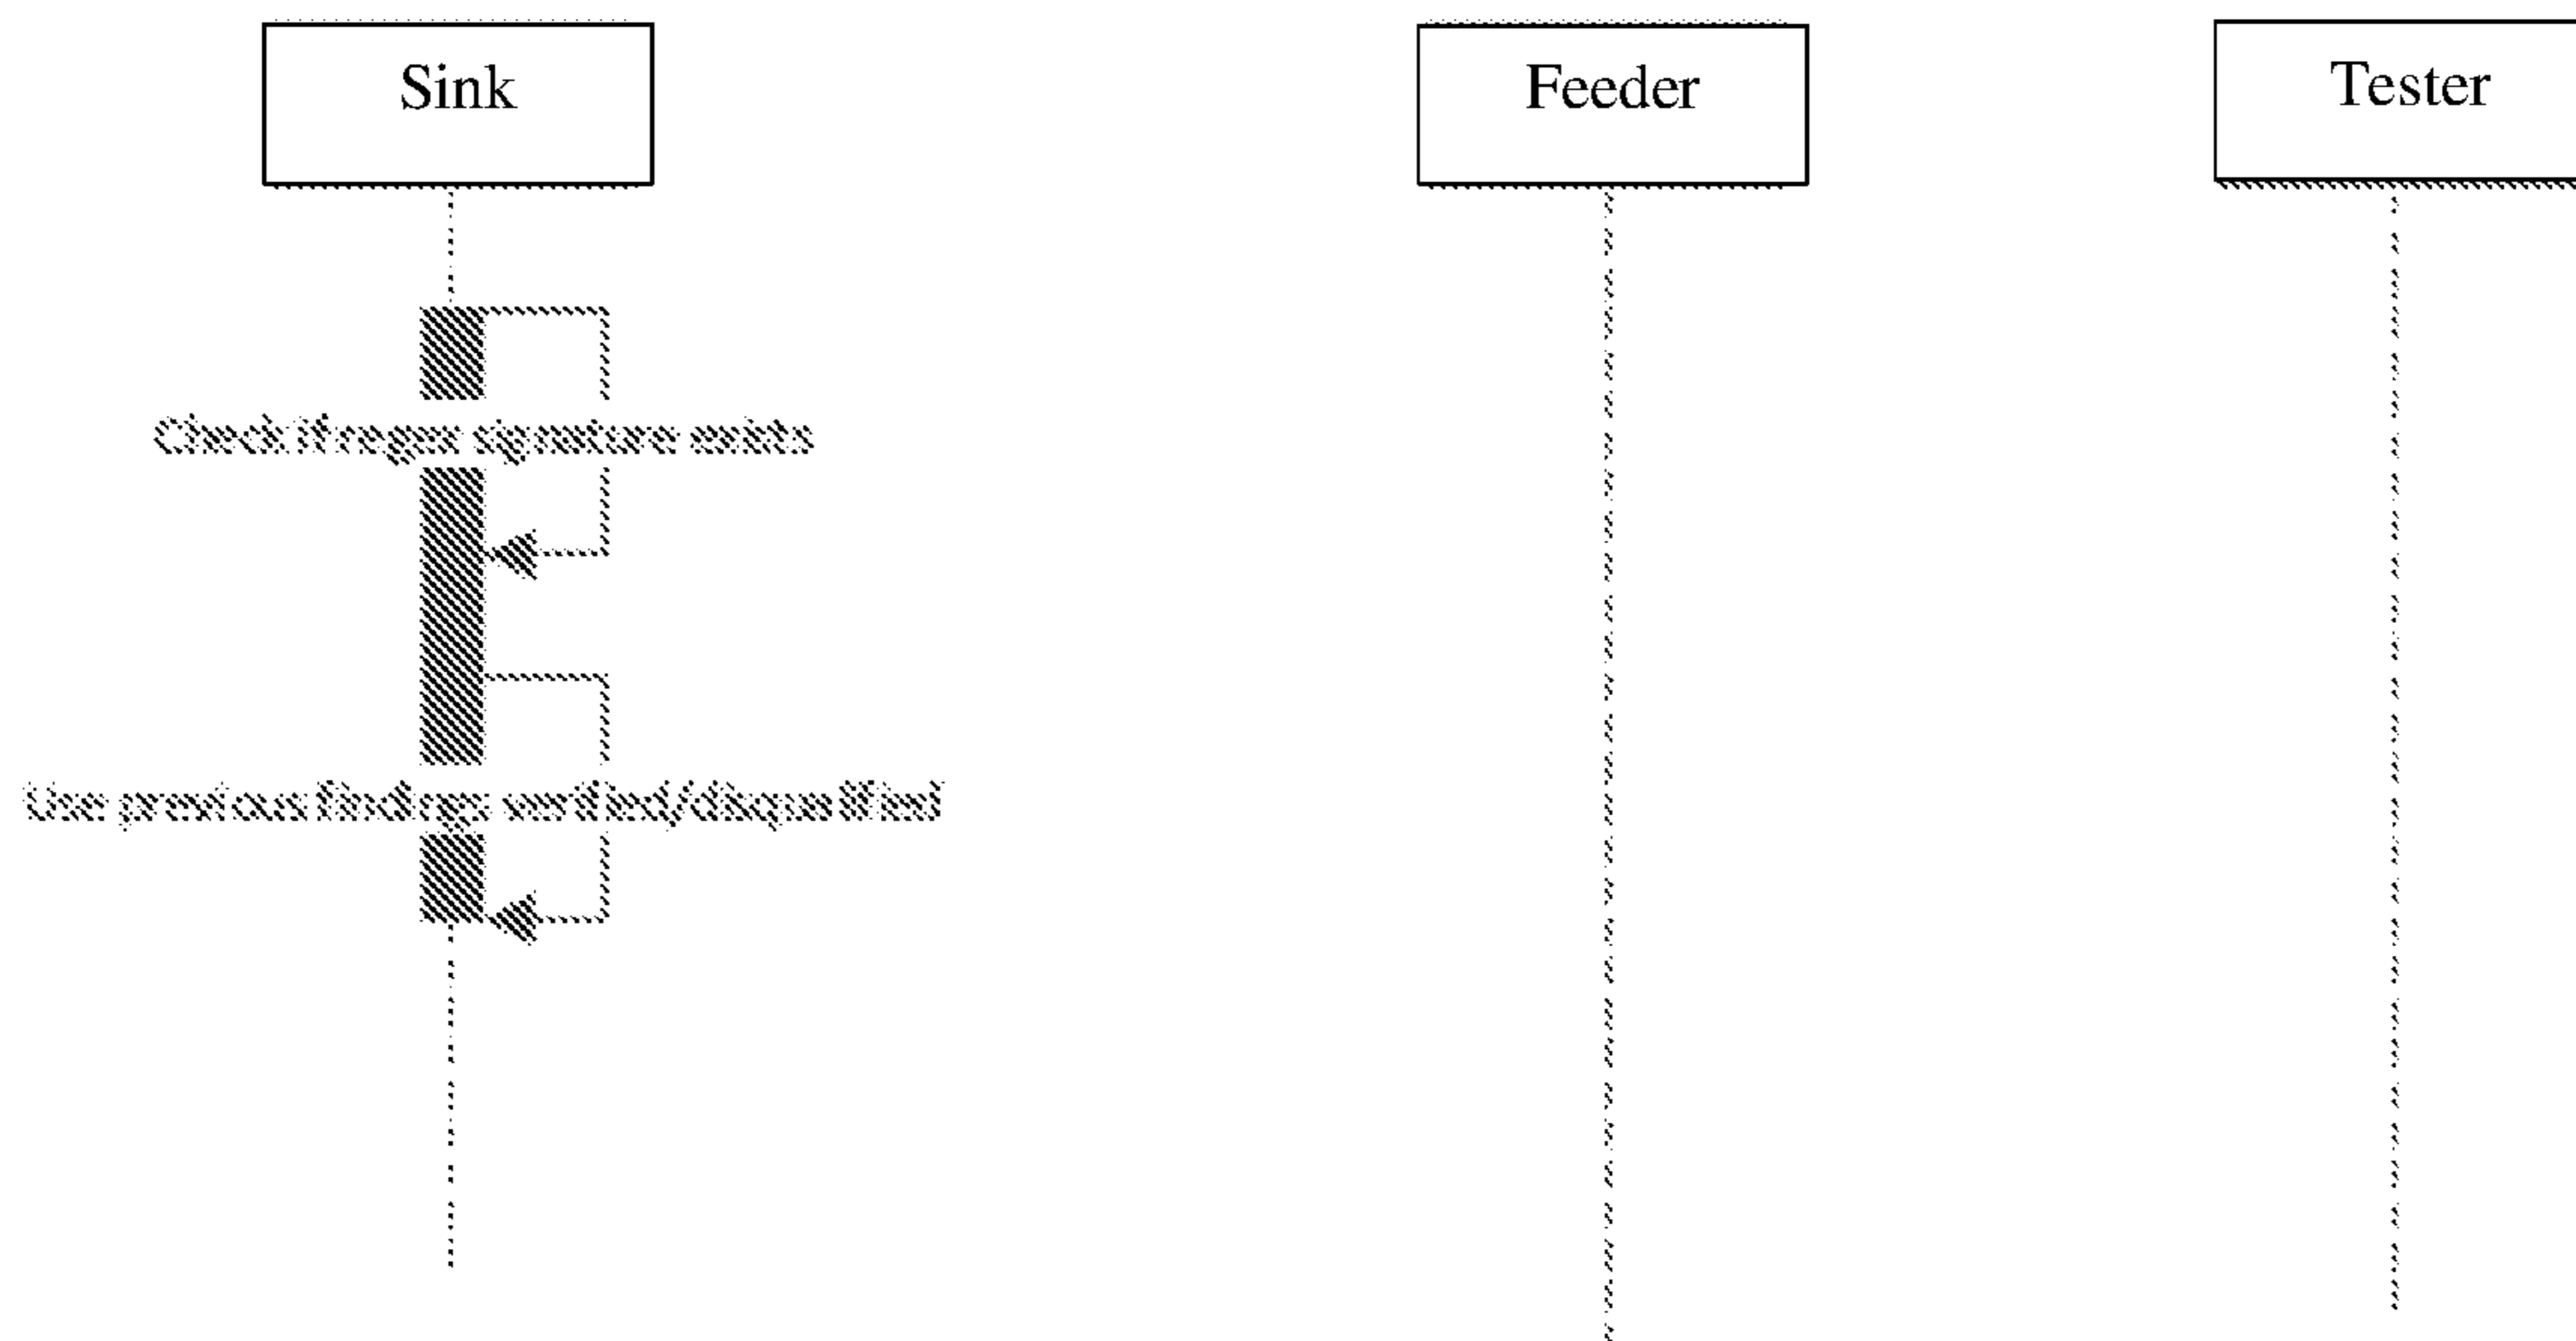 Sink
Feeder
Tester
Check if regex signature exists
Use previous findings verified/disqualified